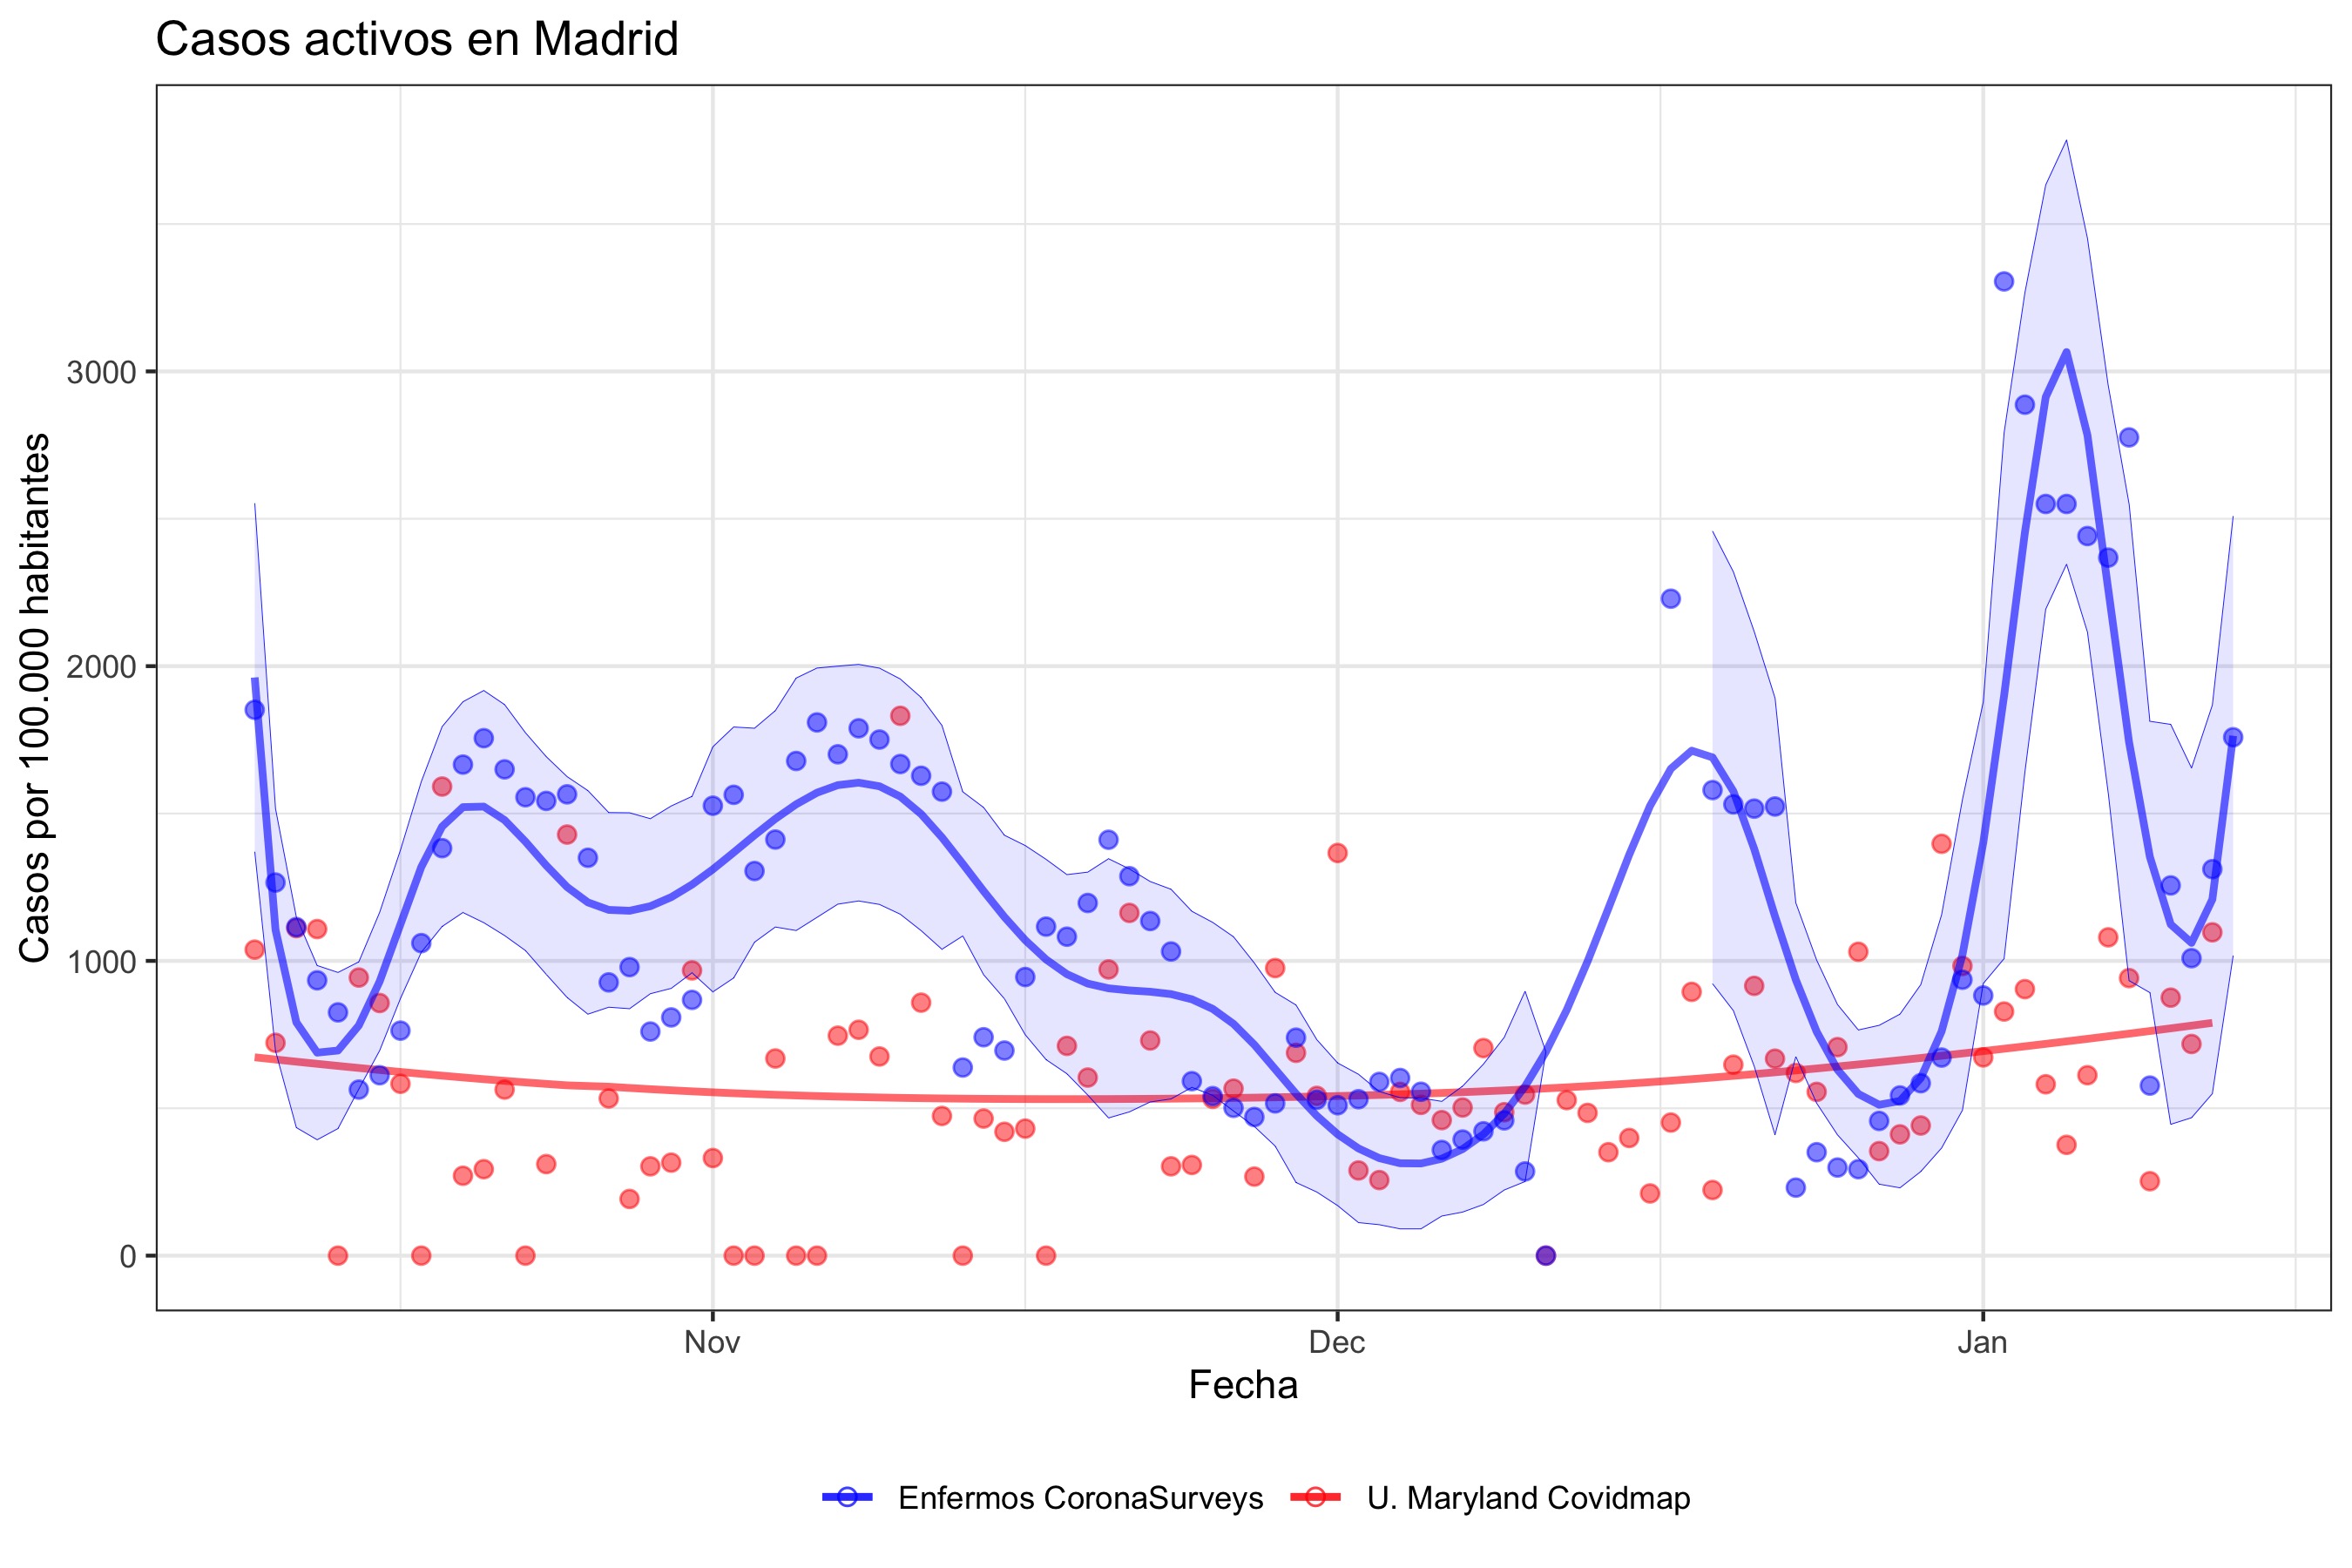 Casos activos en Madrid
Casos por 100.000 habitantes
3000
2000
1000
0
Nov Dec Jan
Fecha
Enfermos CoronaSurveys U. Maryland Covidmap